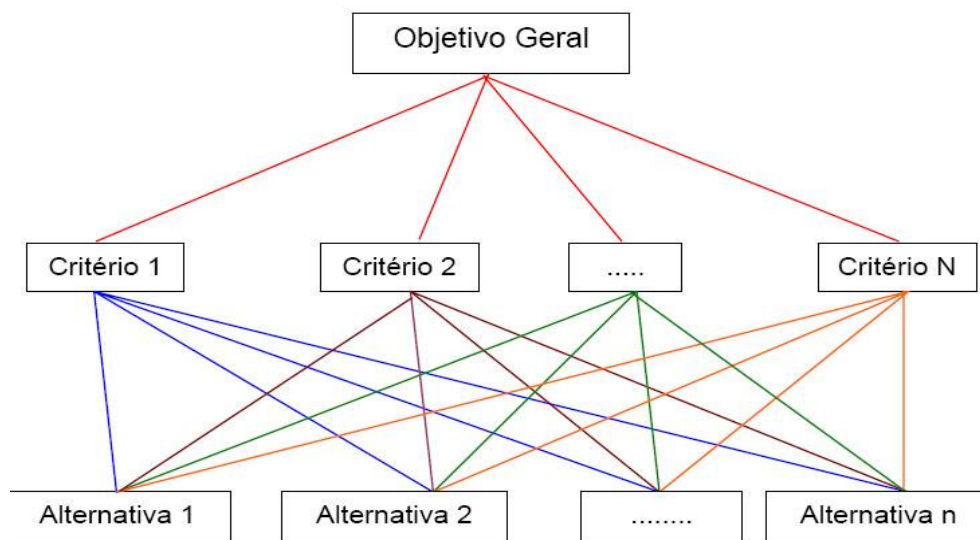 Objetivo Geral
Critério 1
Critério 2
.....
Critério N
Alternativa 1
Alternativa 2
........
Alternativa n